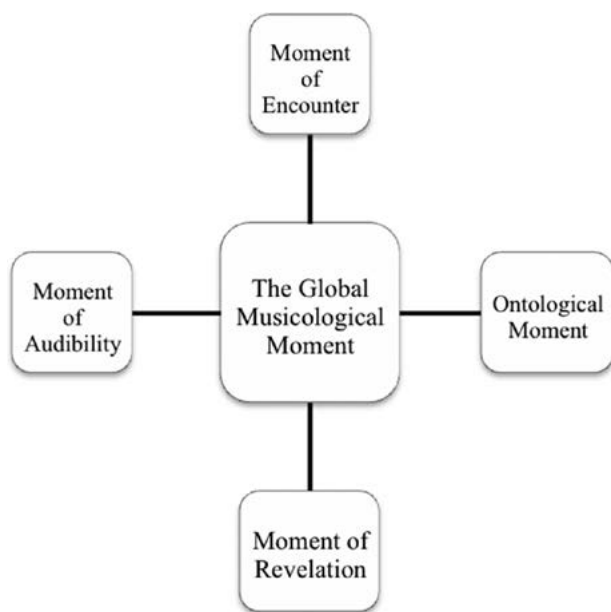 Moment
of
Encounter
Moment
of
Audibility
The Global
Musicological
Moment
Ontological
Moment
Moment of
Revelation